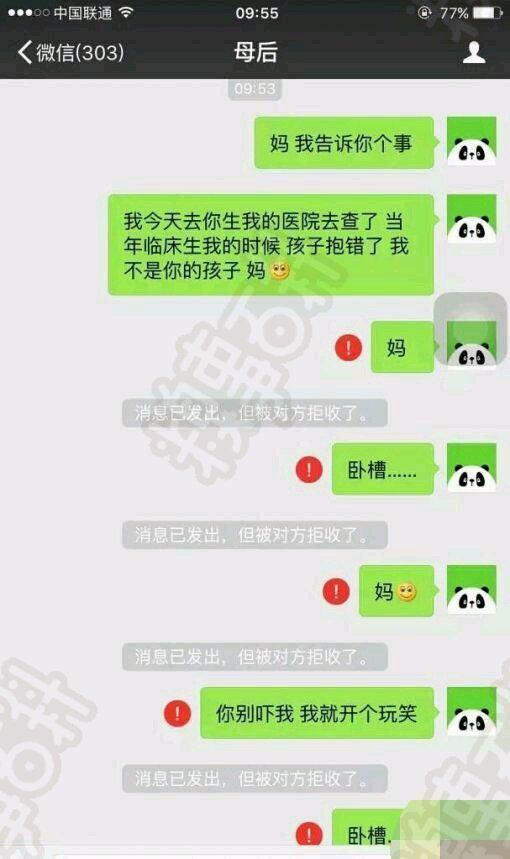 中国联通
09:55
77%
微信(303)
母后
09:53
妈 我告诉你个事
我今天去你生我的医院去查了 当
年临床生我的时候 孩子抱错了 我
不是你的孩子 妈
妈
消息已发出，但被对方拒收了。
卧槽......
消息已发出，但被对方拒收了。
妈
消息已发出，但被对方拒收了。
你别吓我 我就开个玩笑
消息已发出，但被对方拒收了。
卧槽.